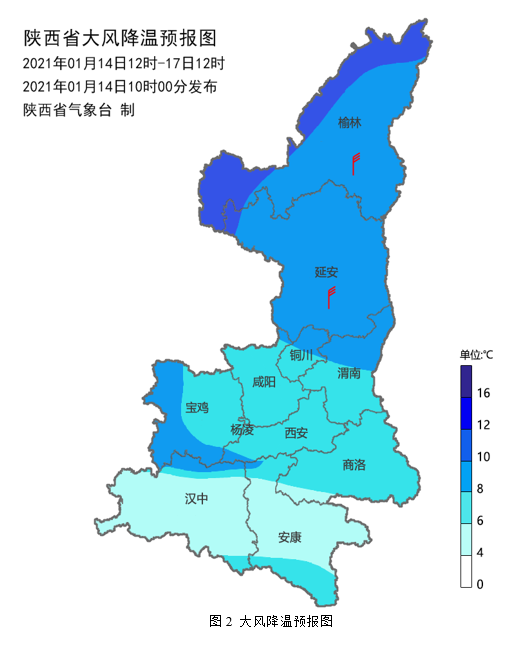 陕西省大风降温预报图
2021年01月14日12时-17日12时
2021年01月14日10时00分发布
陕西省气象台 制
榆林
延安
铜川
渭南
咸阳
宝鸡
杨凌
西安
商洛
汉中
安康
单位:℃
16
12
10
8
6
4
0
图 2 大风降温预报图